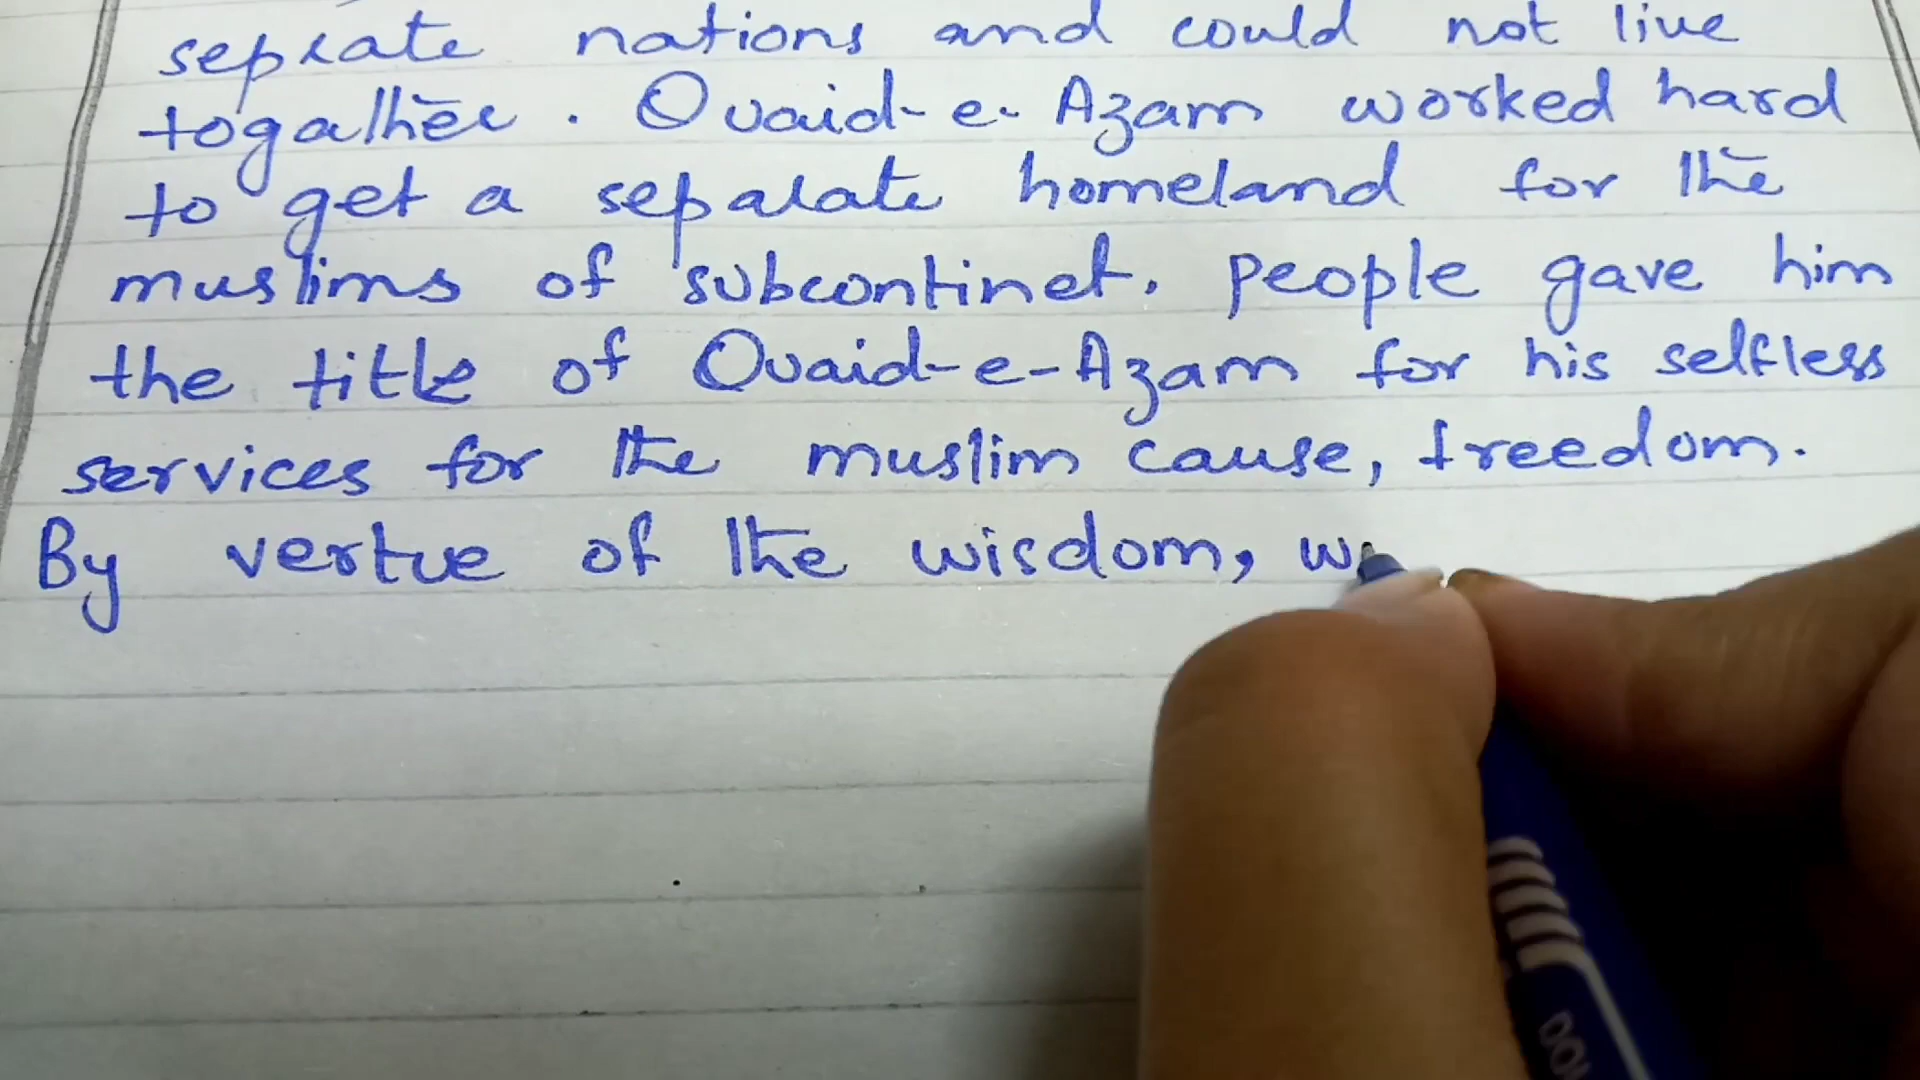 seprate nations and could not live
togather. Quaid-e-Azam worked hard
to get a separate homeland for the
muslims of subcontinet. people gave him
the title of Quaid-e-Azam for his selfless
services for the muslim cause, freedom.
By vertue of the wisdom, w